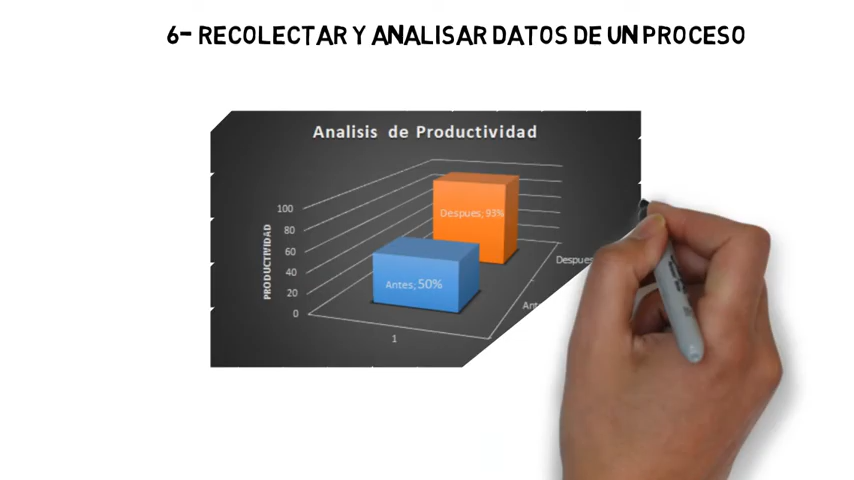 6- RECOLECTAR Y ANALISAR DATOS DE UN PROCESO
Analisis de Productividad
100
80
60
40
20
0
PRODUCTIVIDAD
Despues; 93%
Antes; 50%
Despues
1